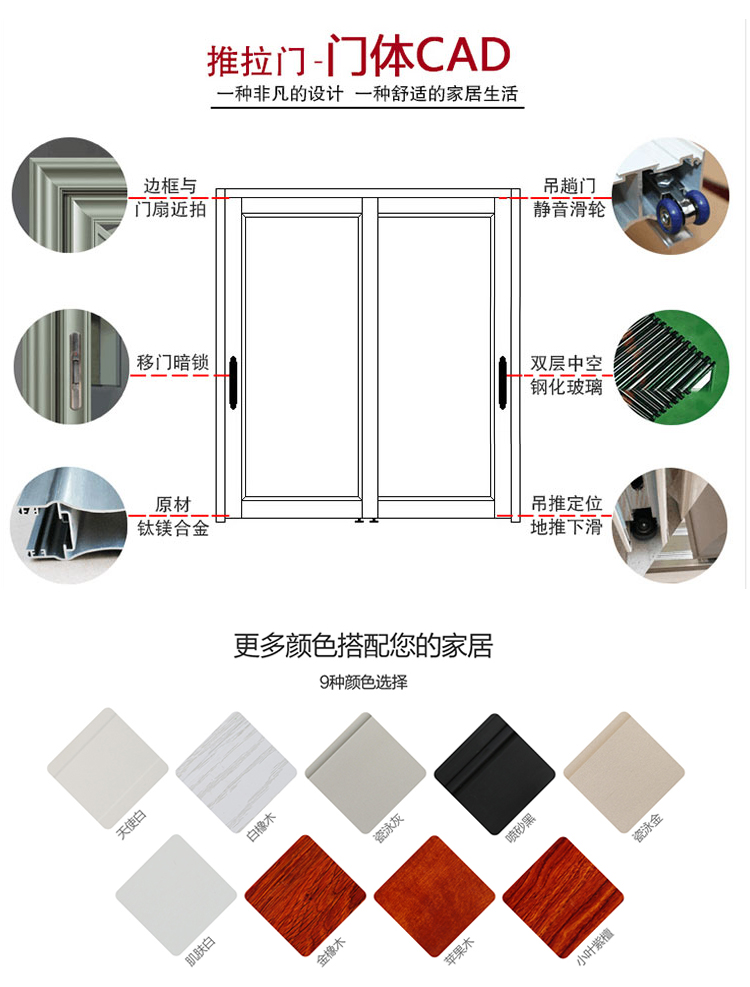 推拉门-门体CAD
一种非凡的设计 一种舒适的家居生活
边框与
门扇近拍
吊趟门
静音滑轮
移门暗锁
双层中空
钢化玻璃
原材
钛镁合金
吊推定位
地推下滑
更多颜色搭配您的家居
9种颜色选择
天使白
白橡木
瓷泳灰
喷砂黑
瓷泳金
肌肤白
金橡木
苹果木
小叶紫檀